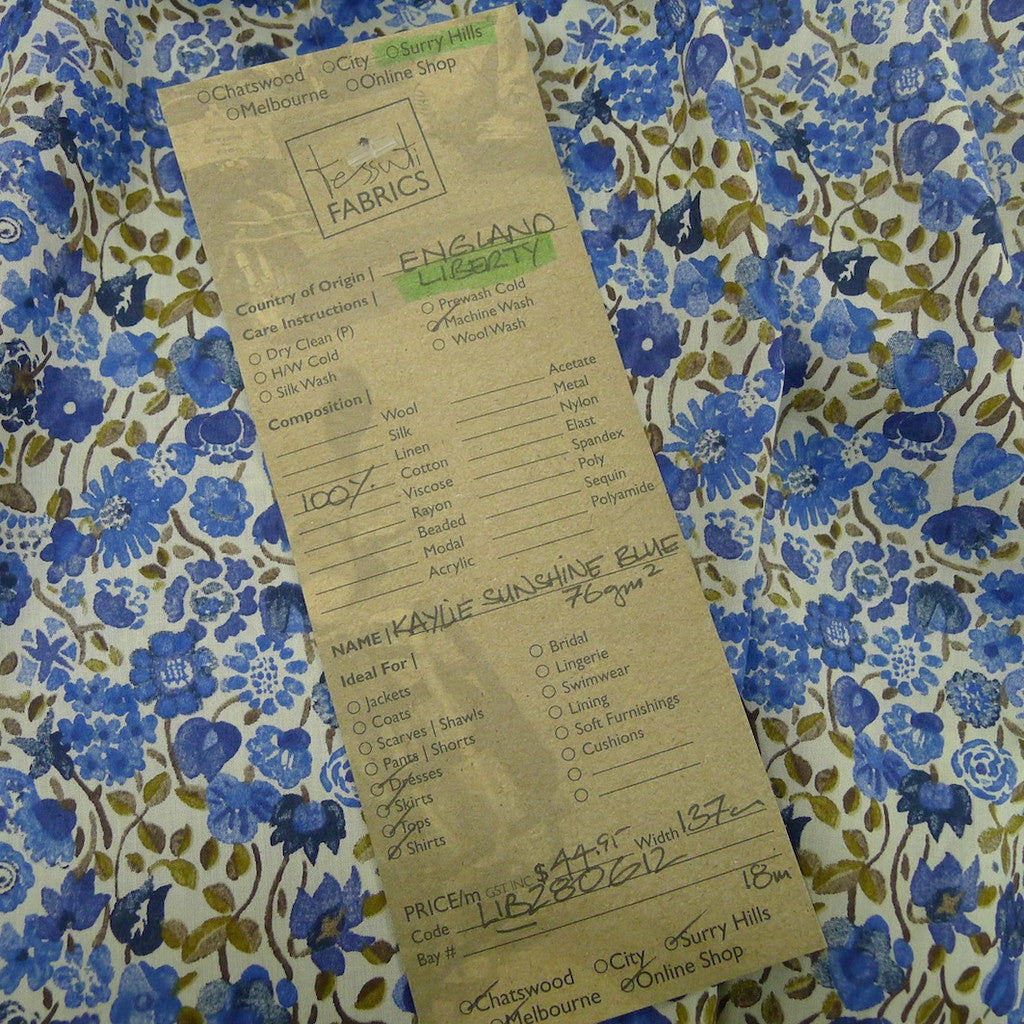 ○Chatswood ○City ○Surry Hills
○Melbourne ○Online Shop
tessuti
FABRICS
Country of Origin | ENGLAND
LIBERTY
Care Instructions |
○ Dry Clean (P)
○ H/W Cold
○ Silk Wash
○ Prewash Cold
○ Machine Wash
○ Wool Wash
Composition |
Wool
Silk
Linen
100% Cotton
Viscose
Rayon
Beaded
Modal
Acrylic
Acetate
Metal
Nylon
Elast
Spandex
Poly
Sequin
Polyamide
NAME | KAYLIE SUNSHINE BLUE
76gm²
Ideal For |
○ Jackets
○ Coats
○ Scarves | Shawls
○ Pants | Shorts
○ Dresses
○ Skirts
○ Tops
○ Shirts
○ Bridal
○ Lingerie
○ Swimwear
○ Lining
○ Soft Furnishings
○ Cushions
○
○
PRICE/m GST INC $44.95 Width 137cm
Code LIB280612
Bay # 18m
○Chatswood ○City ○Surry Hills
○Melbourne ○Online Shop